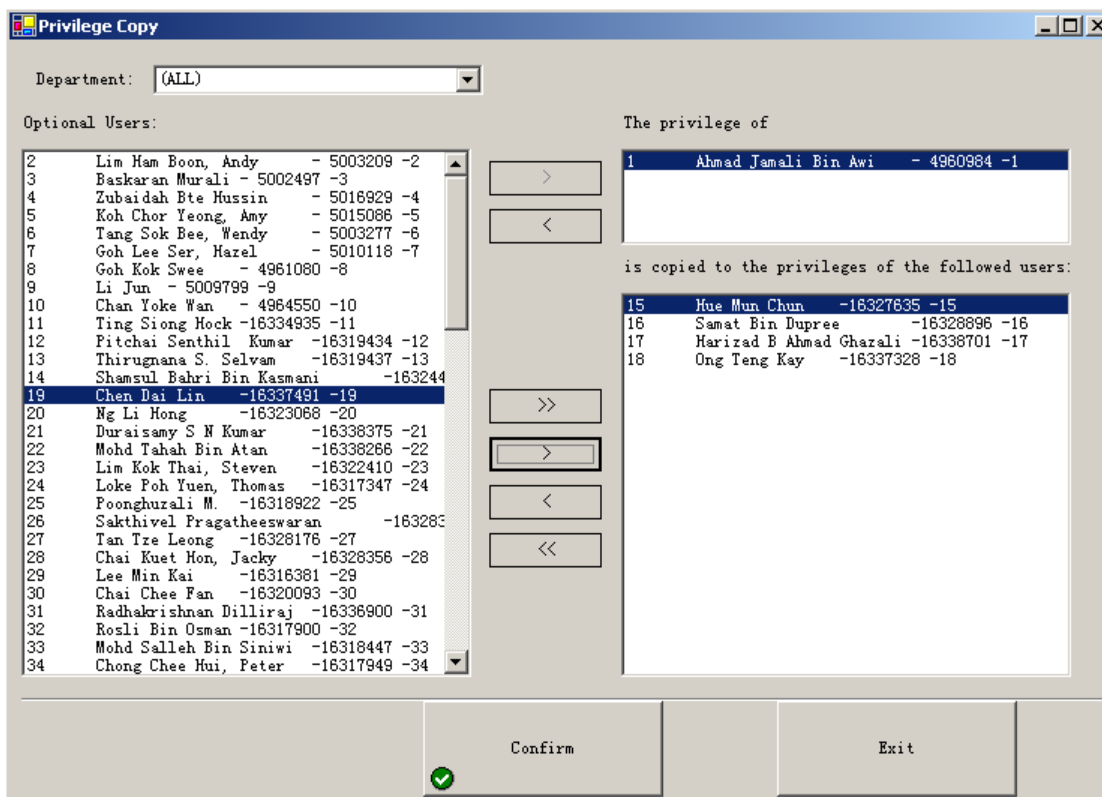 Privilege Copy
Department: (ALL)
Optional Users:
2 Lim Ham Boon, Andy - 5003209 -2
3 Baskaran Murali - 5002497 -3
4 Zubaidah Bte Hussin - 5016929 -4
5 Koh Chor Yeong, Amy - 5015086 -5
6 Tang Sok Bee, Wendy - 5003277 -6
7 Goh Lee Ser, Hazel - 5010118 -7
8 Goh Kok Swee - 4961080 -8
9 Li Jun - 5009799 -9
10 Chan Yoke Wan - 4964550 -10
11 Ting Siong Hock -16334935 -11
12 Pitchai Senthil Kumar -16319434 -12
13 Thirugnana S. Selvam -16319437 -13
14 Shamsul Bahri Bin Kasmani -163244
19 Chen Dai Lin -16337491 -19
20 Ng Li Hong -16323068 -20
21 Duraisamy S N Kumar -16338375 -21
22 Mohd Tahah Bin Atan -16338266 -22
23 Lim Kok Thai, Steven -16322410 -23
24 Loke Poh Yuen, Thomas -16317347 -24
25 Poonghuzali M. -16318922 -25
26 Sakthivel Pragatheeswaran -163283
27 Tan Tze Leong -16328176 -27
28 Chai Kuet Hon, Jacky -16328356 -28
29 Lee Min Kai -16316381 -29
30 Chai Chee Fan -16320093 -30
31 Radhakrishnan Dilliraj -16336900 -31
32 Rosli Bin Osman -16317900 -32
33 Mohd Salleh Bin Siniwi -16318447 -33
34 Chong Chee Hui, Peter -16317949 -34
>
<
>>
>
<
<<
The privilege of
1 Ahmad Jamali Bin Awi - 4960984 -1
is copied to the privileges of the followed users:
15 Hue Mun Chun -16327635 -15
16 Samat Bin Dupree -16328896 -16
17 Harizad B Ahmad Ghazali -16338701 -17
18 Ong Teng Kay -16337328 -18
Confirm
Exit